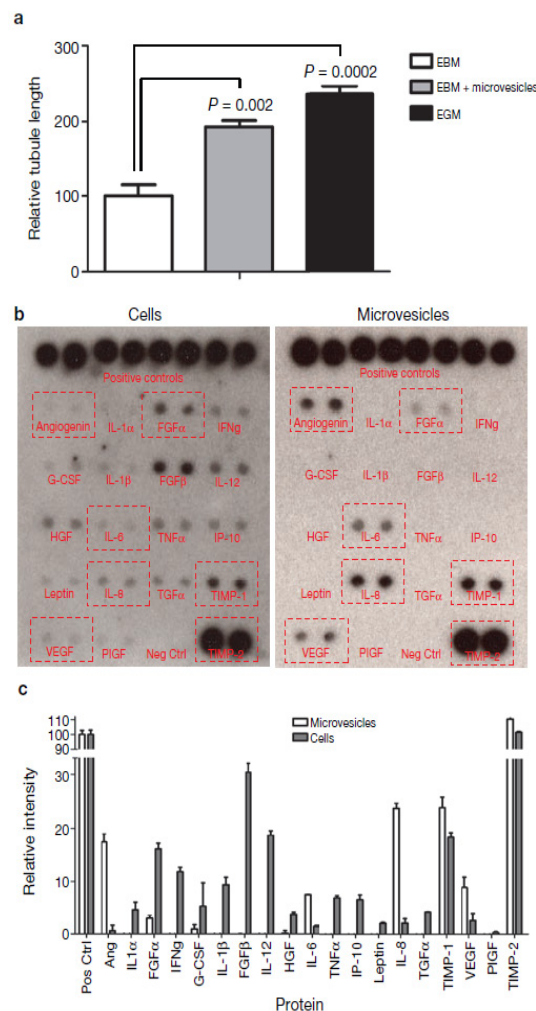 a
300
200
100
0
Relative tubule length
P = 0.002
P = 0.0002
EBM
EBM + microvesicles
EGM
b
Cells
Positive controls
Angiogenin IL-1α FGFα IFNg
G-CSF IL-1β FGFβ IL-12
HGF IL-6 TNFα IP-10
Leptin IL-8 TGFα TIMP-1
VEGF PIGF Neg Ctrl TIMP-2
Microvesicles
Positive controls
Angiogenin IL-1α FGFα IFNg
G-CSF IL-1β FGFβ IL-12
HGF IL-6 TNFα IP-10
Leptin IL-8 TGFα TIMP-1
VEGF PIGF Neg Ctrl TIMP-2
c
110
100
90
30
20
10
0
Relative intensity
Microvesicles
Cells
Pos Ctrl
Ang
IL1α
FGFα
IFNg
G-CSF
IL-1β
FGFβ
IL-12
HGF
IL-6
TNFα
IP-10
Leptin
IL-8
TGFα
TIMP-1
VEGF
PIGF
TIMP-2
Protein